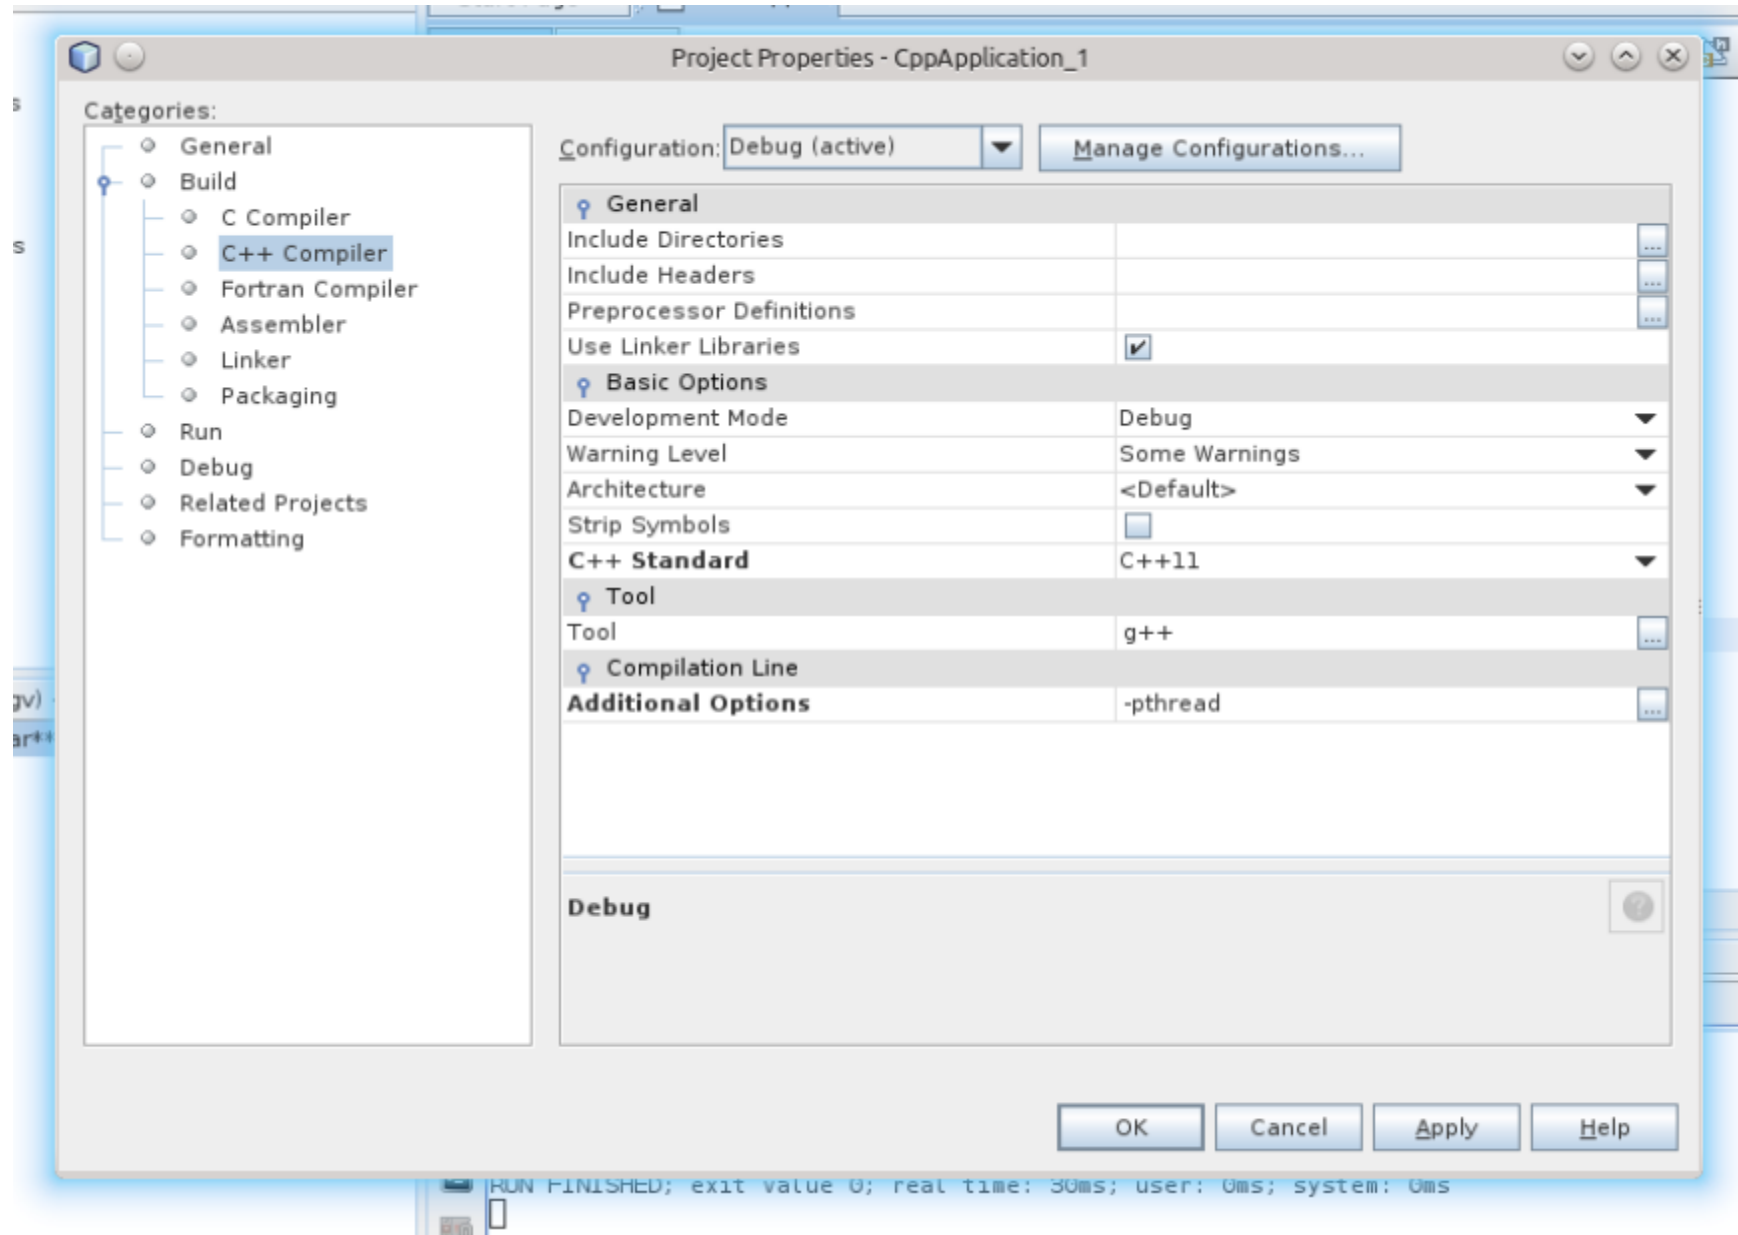 Project Properties - CppApplication_1
Categories:
General
Build
C Compiler
C++ Compiler
Fortran Compiler
Assembler
Linker
Packaging
Run
Debug
Related Projects
Formatting
Configuration: Debug (active) Manage Configurations...
General
Include Directories ...
Include Headers ...
Preprocessor Definitions ...
Use Linker Libraries
Basic Options
Development Mode Debug
Warning Level Some Warnings
Architecture <Default>
Strip Symbols
C++ Standard C++11
Tool
Tool g++ ...
Compilation Line
Additional Options -pthread ...
Debug
OK Cancel Apply Help
s
s
gv)
ar**
RUN FINISHED; exit value 0; real time: 30ms; user: 0ms; system: 0ms